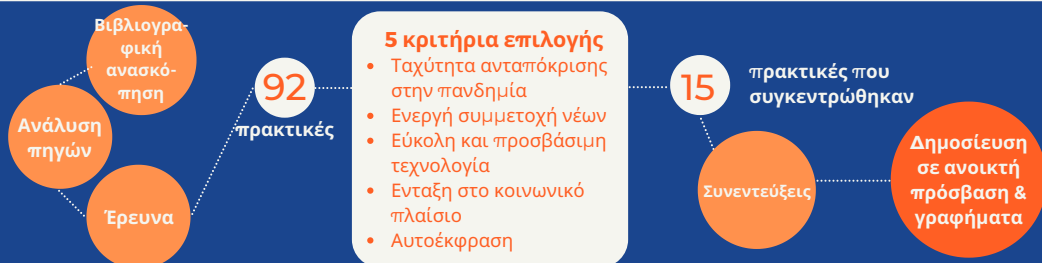 Βιβλιογρα-
φική
ανασκό-
πηση
Ανάλυση
πηγών
Έρευνα
92
πρακτικές
5 κριτήρια επιλογής
• Ταχύτητα ανταπόκρισης
στην πανδημία
• Ενεργή συμμετοχή νέων
• Εύκολη και προσβάσιμη
τεχνολογία
• Ενταξη στο κοινωνικό
πλαίσιο
• Αυτοέκφραση
15
πρακτικές που
συγκεντρώθηκαν
Συνεντεύξεις
Δημοσίευση
σε ανοικτή
πρόσβαση &
γραφήματα